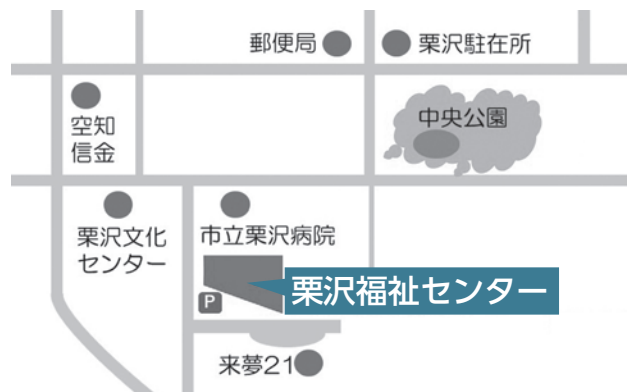 郵便局
栗沢駐在所
空知
信金
中央公園
栗沢文化
センター
市立栗沢病院
P
栗沢福祉センター
来夢21